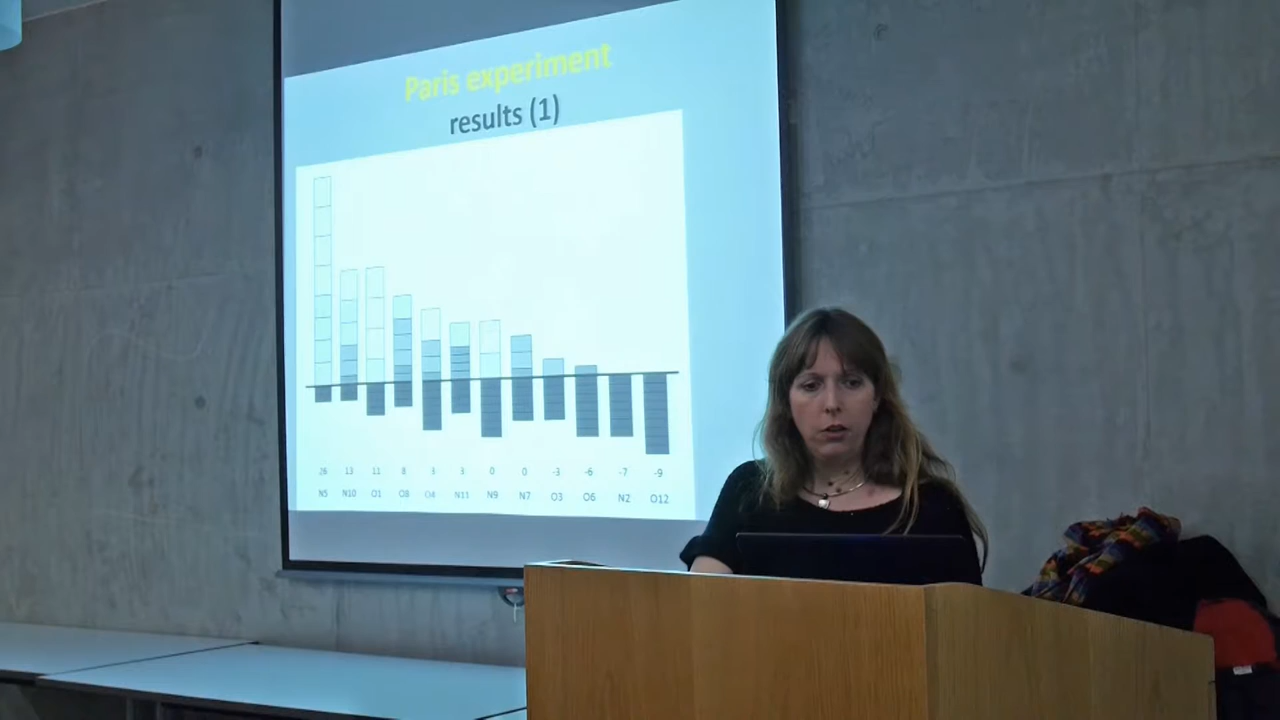 Paris experiment
results (1)
26 13 11 8 3 3 0 0 -3 -6 -7 -9
N5 N10 O1 O8 O4 N11 N9 N7 O3 O6 N2 O12